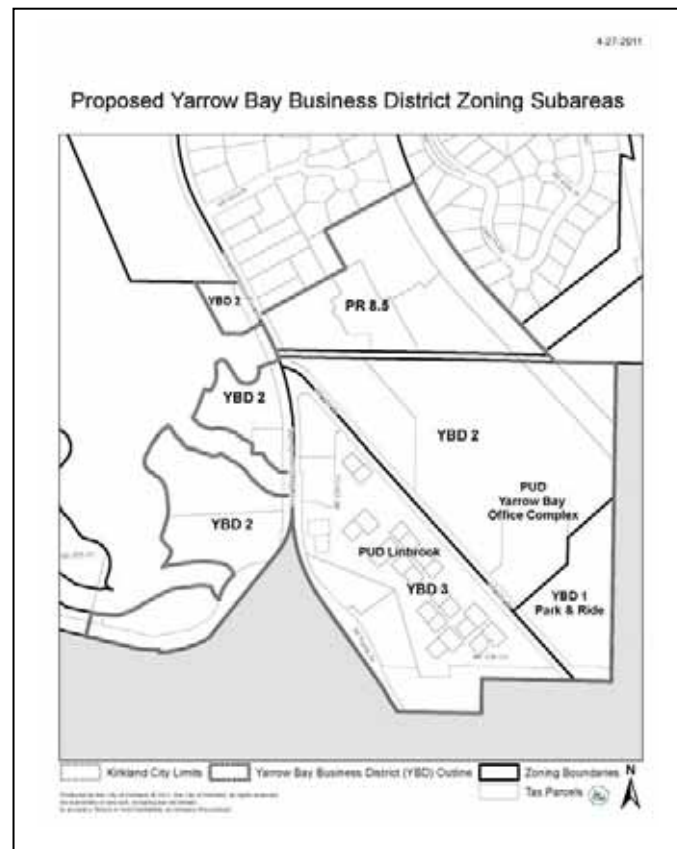 4-27-2011
Proposed Yarrow Bay Business District Zoning Subareas
YBD 2
PR 8.5
YBD 2
YBD 2
PUD
Yarrow Bay
Office Complex
YBD 2
PUD Linbrook
YBD 3
YBD 1
Park & Ride
Kirkland City Limits
Yarrow Bay Business District (YBD) Outline
Zoning Boundaries
N
Tax Parcels